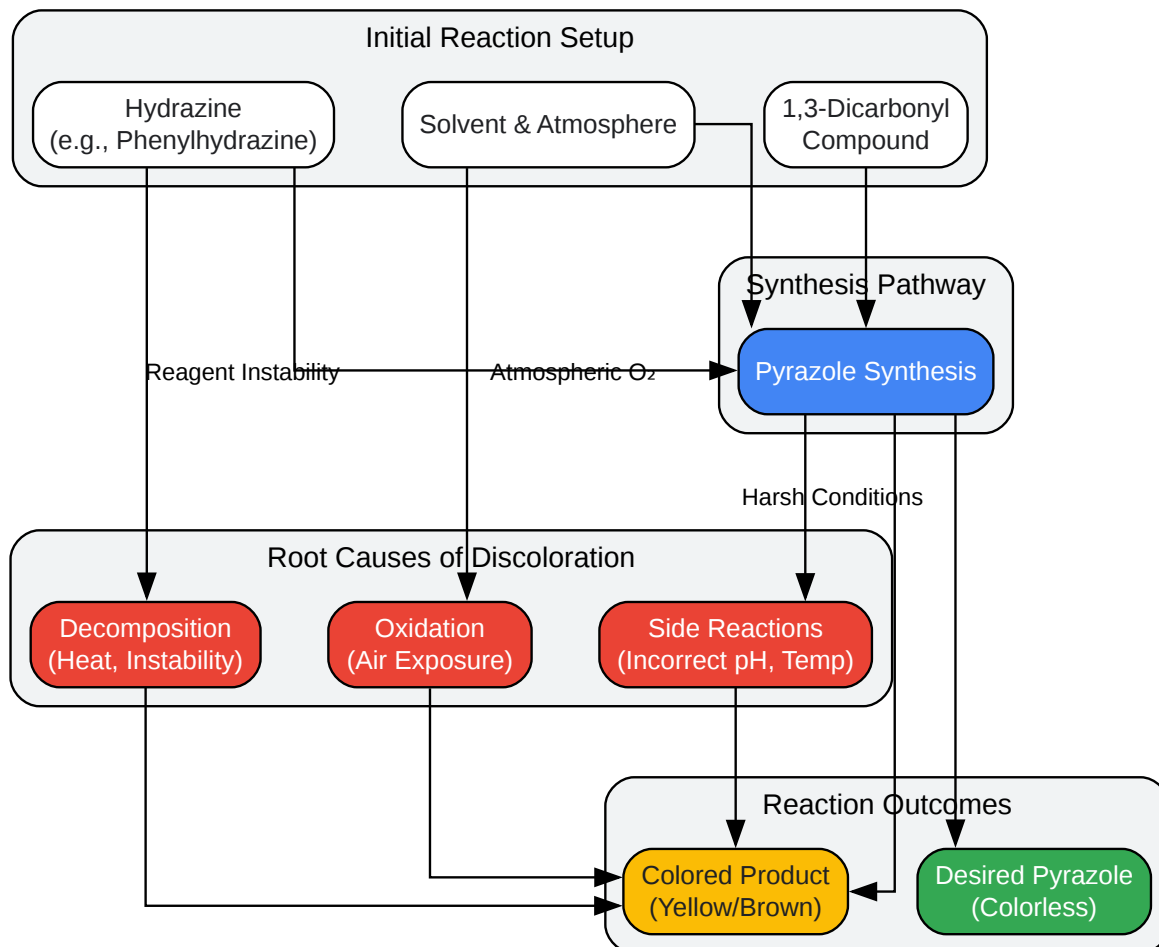 Initial Reaction Setup
Hydrazine
(e.g., Phenylhydrazine)
Solvent & Atmosphere
1,3-Dicarbonyl
Compound
Synthesis Pathway
Pyrazole Synthesis
Reagent Instability
Atmospheric O₂
Harsh Conditions
Root Causes of Discoloration
Decomposition
(Heat, Instability)
Oxidation
(Air Exposure)
Side Reactions
(Incorrect pH, Temp)
Reaction Outcomes
Colored Product
(Yellow/Brown)
Desired Pyrazole
(Colorless)